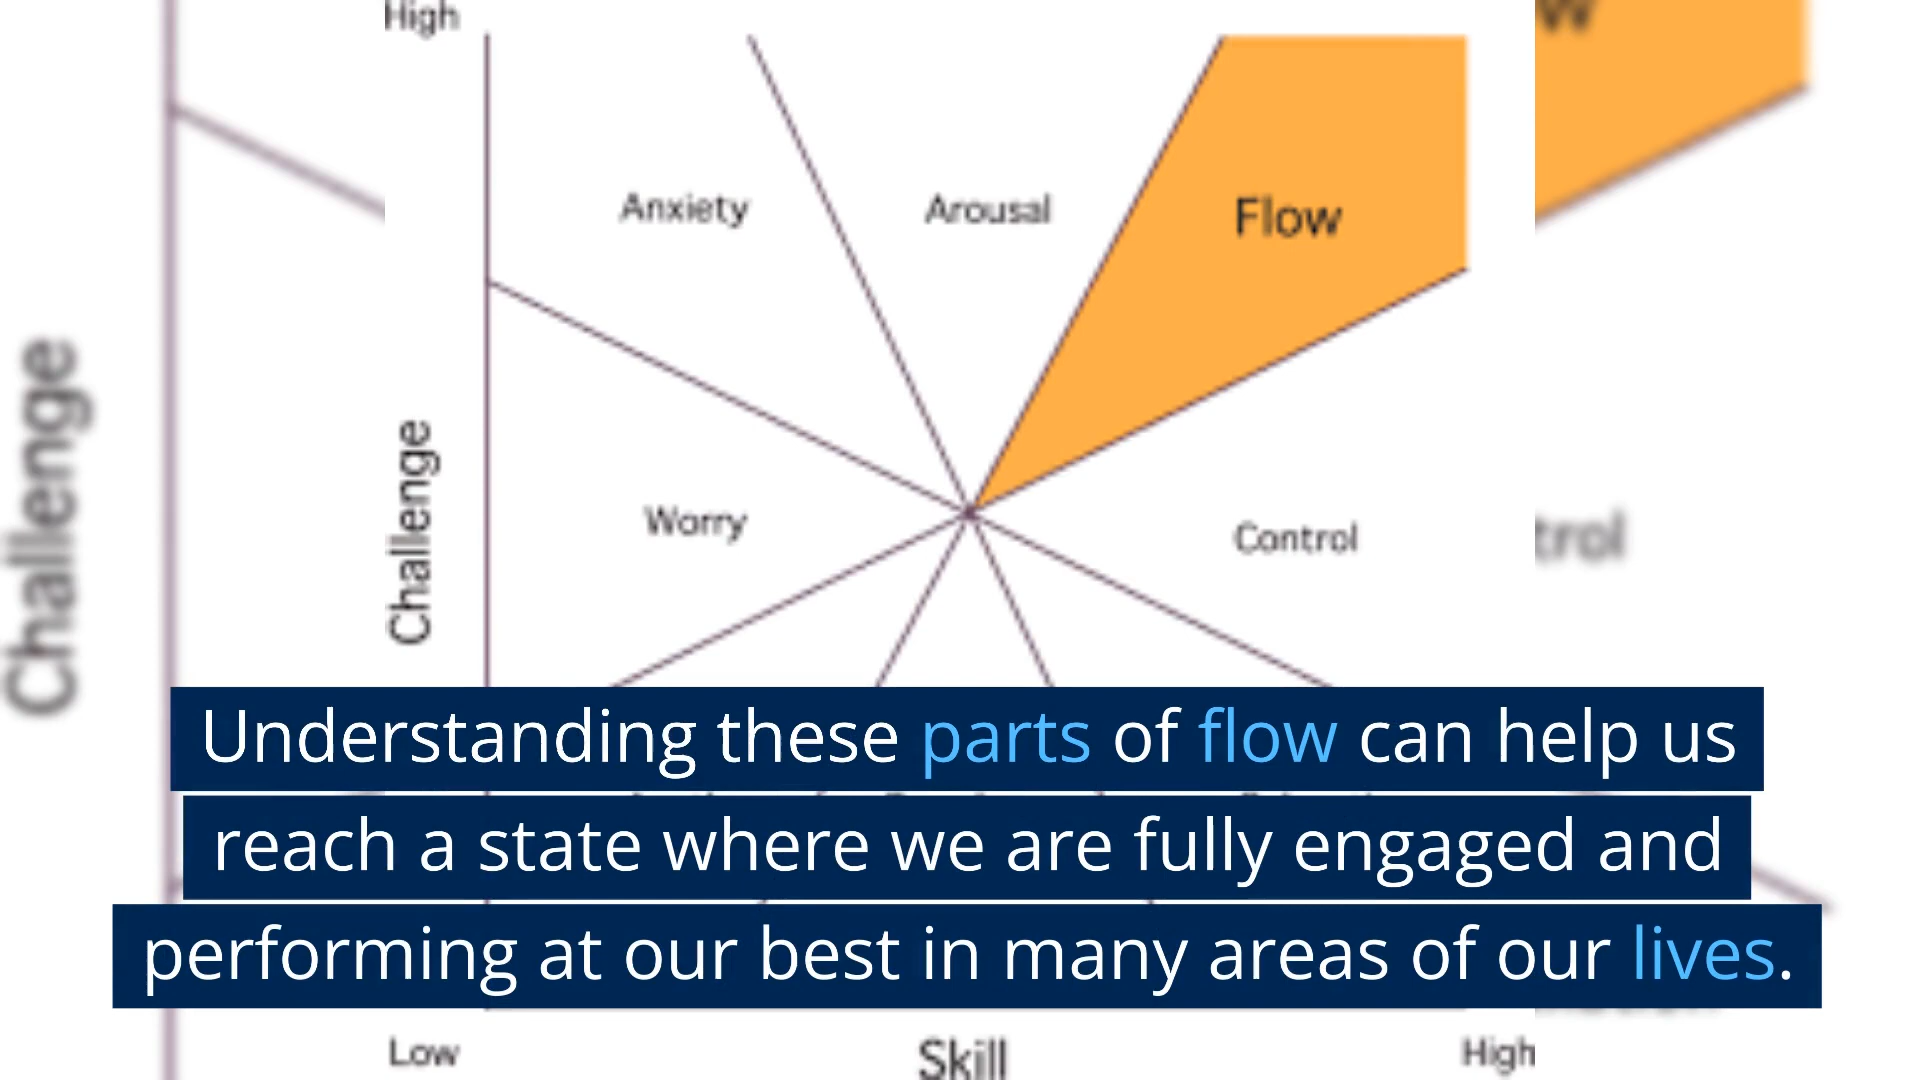 High
Anxiety
Arousal
Flow
Challenge
Challenge
Worry
Control
trol
Understanding these parts of flow can help us
reach a state where we are fully engaged and
performing at our best in many areas of our lives.
Low
Skill
High